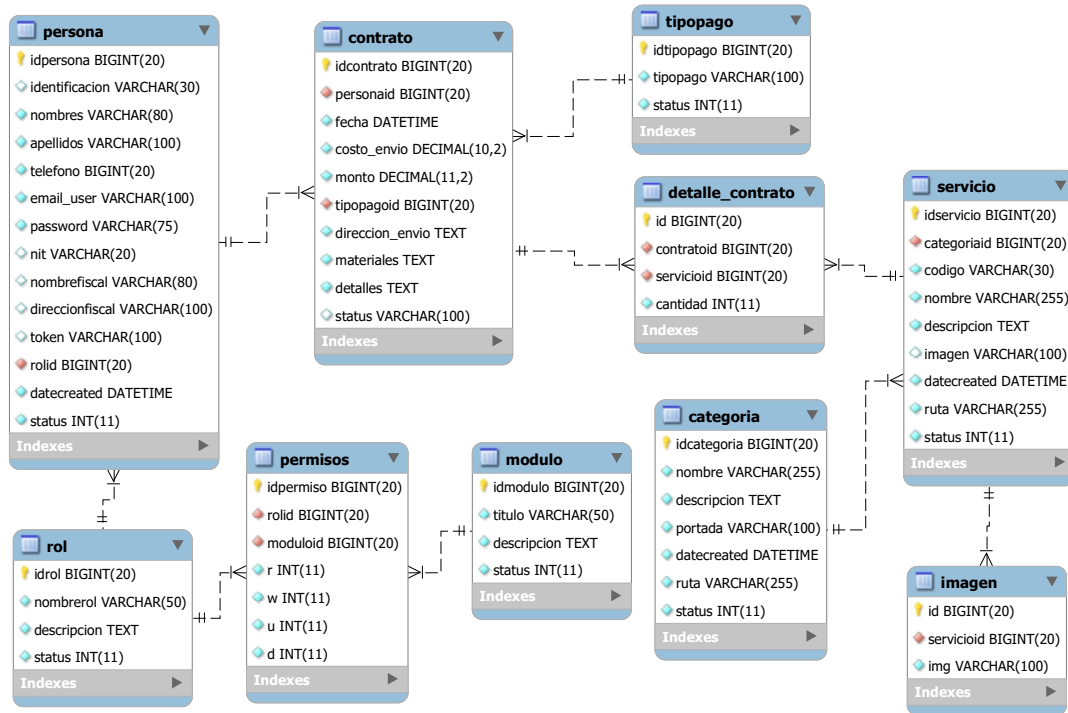 persona
idpersona BIGINT(20)
identificacion VARCHAR(30)
nombres VARCHAR(80)
apellidos VARCHAR(100)
telefono BIGINT(20)
email_user VARCHAR(100)
password VARCHAR(75)
nit VARCHAR(20)
nombrefiscal VARCHAR(80)
direccionfiscal VARCHAR(100)
token VARCHAR(100)
rolid BIGINT(20)
datecreated DATETIME
status INT(11)
Indexes
contrato
idcontrato BIGINT(20)
personaid BIGINT(20)
fecha DATETIME
costo_envio DECIMAL(10,2)
monto DECIMAL(11,2)
tipopagoid BIGINT(20)
direccion_envio TEXT
materiales TEXT
detalles TEXT
status VARCHAR(100)
Indexes
tipopago
idtipopago BIGINT(20)
tipopago VARCHAR(100)
status INT(11)
Indexes
detalle_contrato
id BIGINT(20)
contratoid BIGINT(20)
servicioid BIGINT(20)
cantidad INT(11)
Indexes
servicio
idservicio BIGINT(20)
categoriaid BIGINT(20)
codigo VARCHAR(30)
nombre VARCHAR(255)
descripcion TEXT
imagen VARCHAR(100)
datecreated DATETIME
ruta VARCHAR(255)
status INT(11)
Indexes
rol
idrol BIGINT(20)
nombrerol VARCHAR(50)
descripcion TEXT
status INT(11)
Indexes
permisos
idpermiso BIGINT(20)
rolid BIGINT(20)
moduloid BIGINT(20)
r INT(11)
w INT(11)
u INT(11)
d INT(11)
Indexes
modulo
idmodulo BIGINT(20)
titulo VARCHAR(50)
descripcion TEXT
status INT(11)
Indexes
categoria
idcategoria BIGINT(20)
nombre VARCHAR(255)
descripcion TEXT
portada VARCHAR(100)
datecreated DATETIME
ruta VARCHAR(255)
status INT(11)
Indexes
imagen
id BIGINT(20)
servicioid BIGINT(20)
img VARCHAR(100)
Indexes